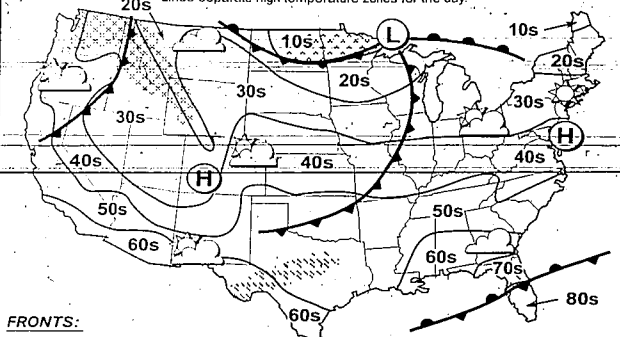 Lines separate high temperature zones for the day.
20s
10s
L
10s
20s
20s
30s
30s
30s
H
40s
H
40s
40s
50s
50s
60s
60s
70s
80s
60s
FRONTS: